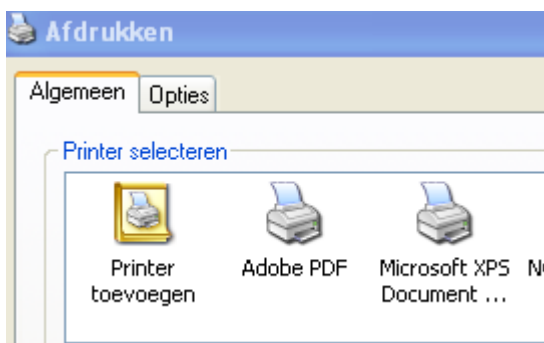 Afdrukken
Algemeen Opties
Printer selecteren
Printer Adobe PDF Microsoft XPS
toevoegen Document ...